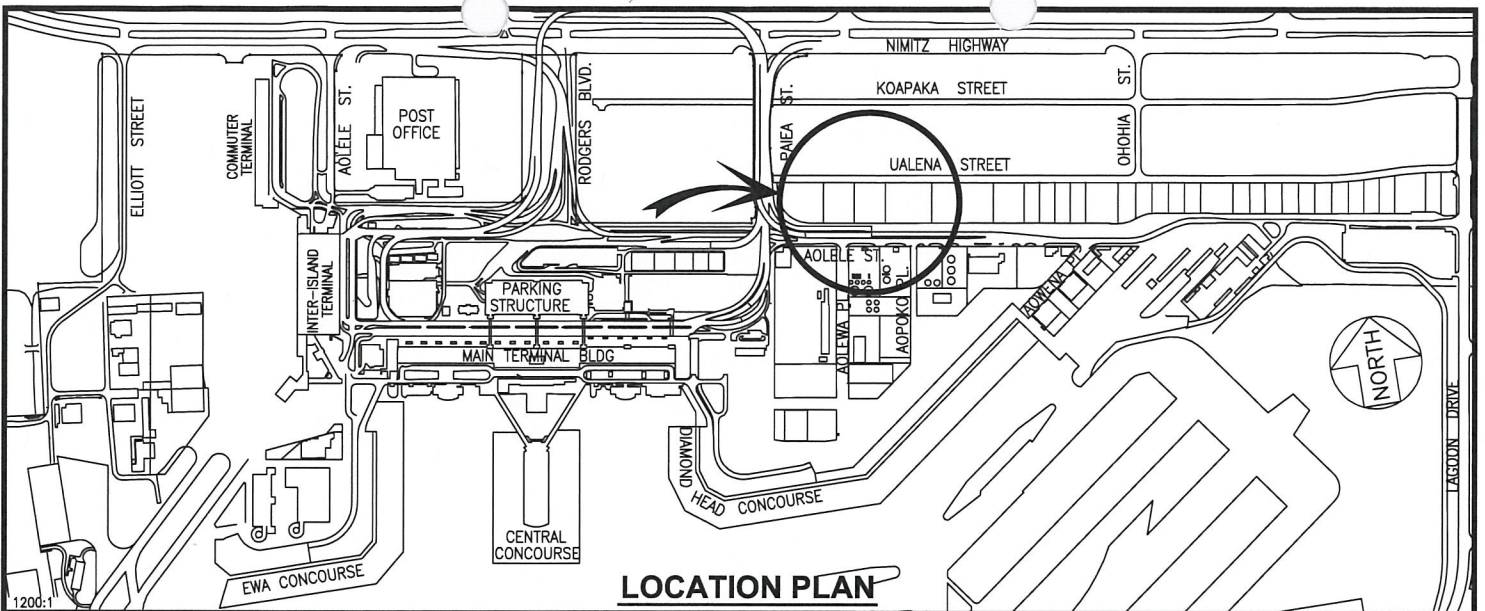 NIMITZ HIGHWAY
KOAPAKA STREET
UALENA STREET
OHOHIA ST.
PAIEA ST.
RODGERS BLVD.
POST
OFFICE
AOLELE ST.
COMMUTER
TERMINAL
ELLIOTT STREET
INTER-ISLAND
TERMINAL
PARKING
STRUCTURE
MAIN TERMINAL BLDG
AOLELE ST.
AOLEWA PL.
AOPOKO PL.
AOWENA PL.
NORTH
LAGOON DRIVE
DIAMOND HEAD CONCOURSE
CENTRAL
CONCOURSE
EWA CONCOURSE
LOCATION PLAN
1200:1